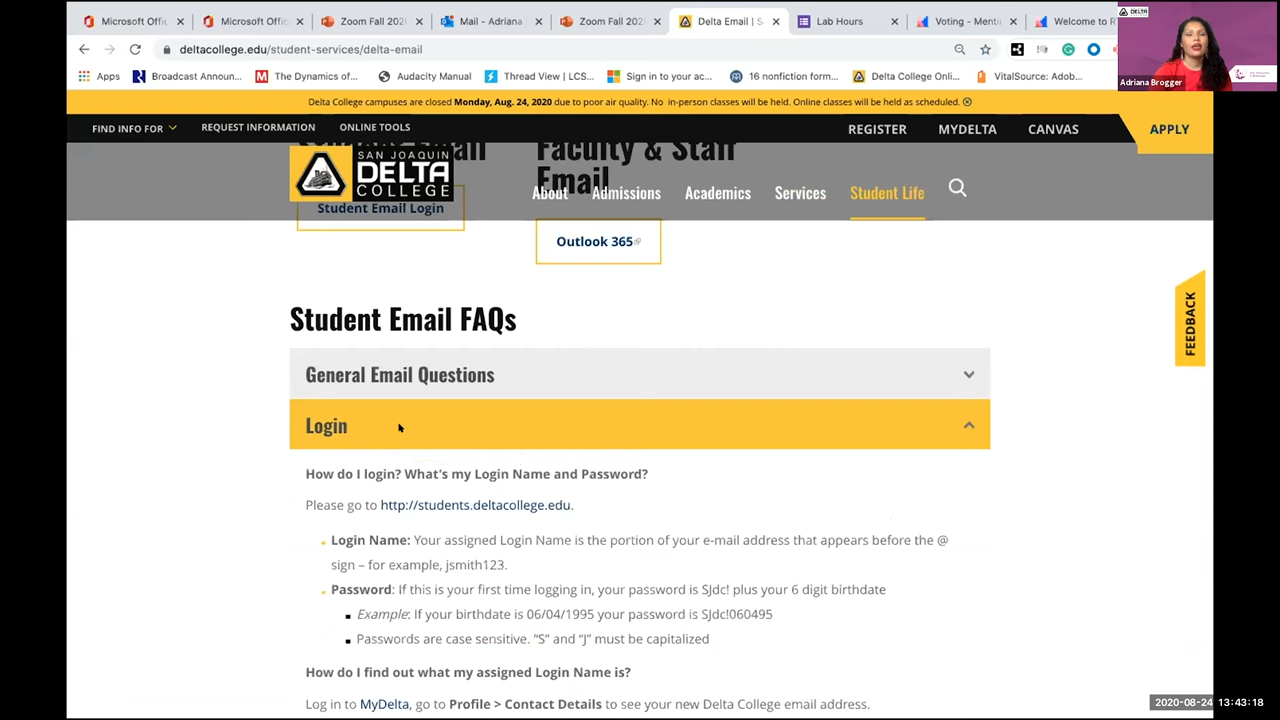 Microsoft Offic
Microsoft Offic
Zoom Fall 202
Mail - Adriana
Zoom Fall 202
Delta Email | S
Lab Hours
Voting - Menti
Welcome to R
deltacollege.edu/student-services/delta-email
Apps
Broadcast Announ...
The Dynamics of...
Audacity Manual
Thread View | LCS...
Sign in to your ac...
16 nonfiction form...
Delta College Onli...
VitalSource: Adob...
DELTA
Adriana Brogger
Delta College campuses are closed Monday, Aug. 24, 2020 due to poor air quality. No in-person classes will be held. Online classes will be held as scheduled.
FIND INFO FOR
REQUEST INFORMATION
ONLINE TOOLS
REGISTER
MYDELTA
CANVAS
APPLY
Email
Faculty & Staff
Email
SAN JOAQUIN
DELTA
COLLEGE
About
Admissions
Academics
Services
Student Life
Student Email Login
Outlook 365
FEEDBACK
Student Email FAQs
General Email Questions
Login
How do I login? What's my Login Name and Password?
Please go to http://students.deltacollege.edu.
Login Name: Your assigned Login Name is the portion of your e-mail address that appears before the @
sign – for example, jsmith123.
Password: If this is your first time logging in, your password is SJdc! plus your 6 digit birthdate
Example: If your birthdate is 06/04/1995 your password is SJdc!060495
Passwords are case sensitive. "S" and "J" must be capitalized
How do I find out what my assigned Login Name is?
Log in to MyDelta, go to Profile > Contact Details to see your new Delta College email address.
2020-08-24 13:43:18